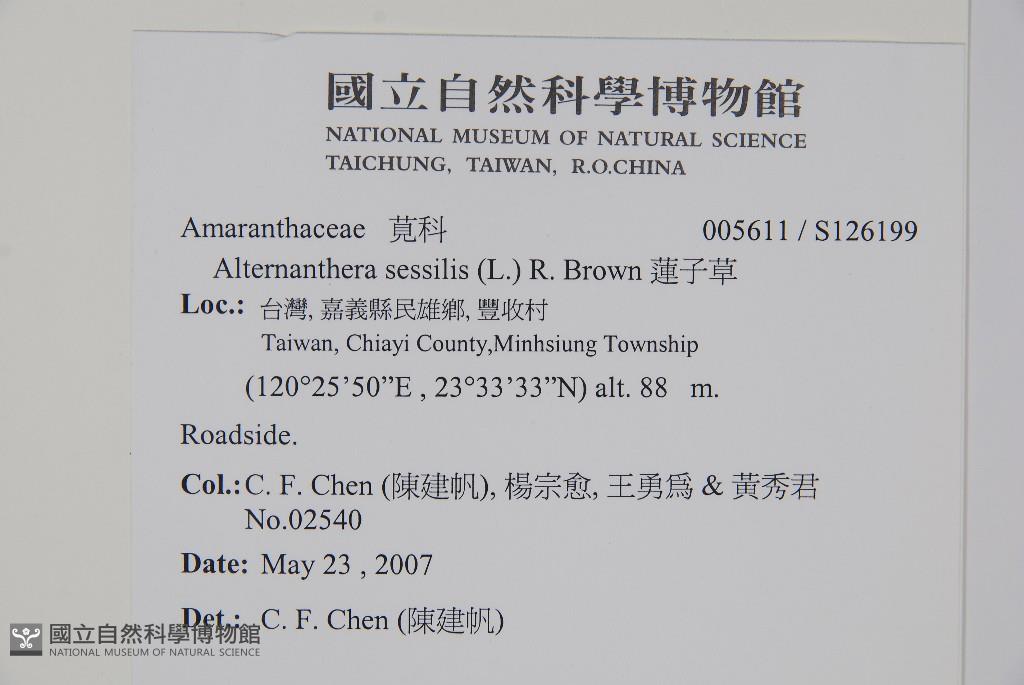 國立自然科學博物館
NATIONAL MUSEUM OF NATURAL SCIENCE
TAICHUNG, TAIWAN, R.O.CHINA
Amaranthaceae 莧科 005611 / S126199
Alternanthera sessilis (L.) R. Brown 蓮子草
Loc.: 台灣, 嘉義縣民雄鄉, 豐收村
Taiwan, Chiayi County,Minhsiung Township
(120°25’50”E , 23°33’33”N) alt. 88 m.
Roadside.
Col.: C. F. Chen (陳建帆), 楊宗愈, 王勇為 & 黃秀君
No.02540
Date: May 23 , 2007
Det.: C. F. Chen (陳建帆)
國立自然科學博物館
NATIONAL MUSEUM OF NATURAL SCIENCE